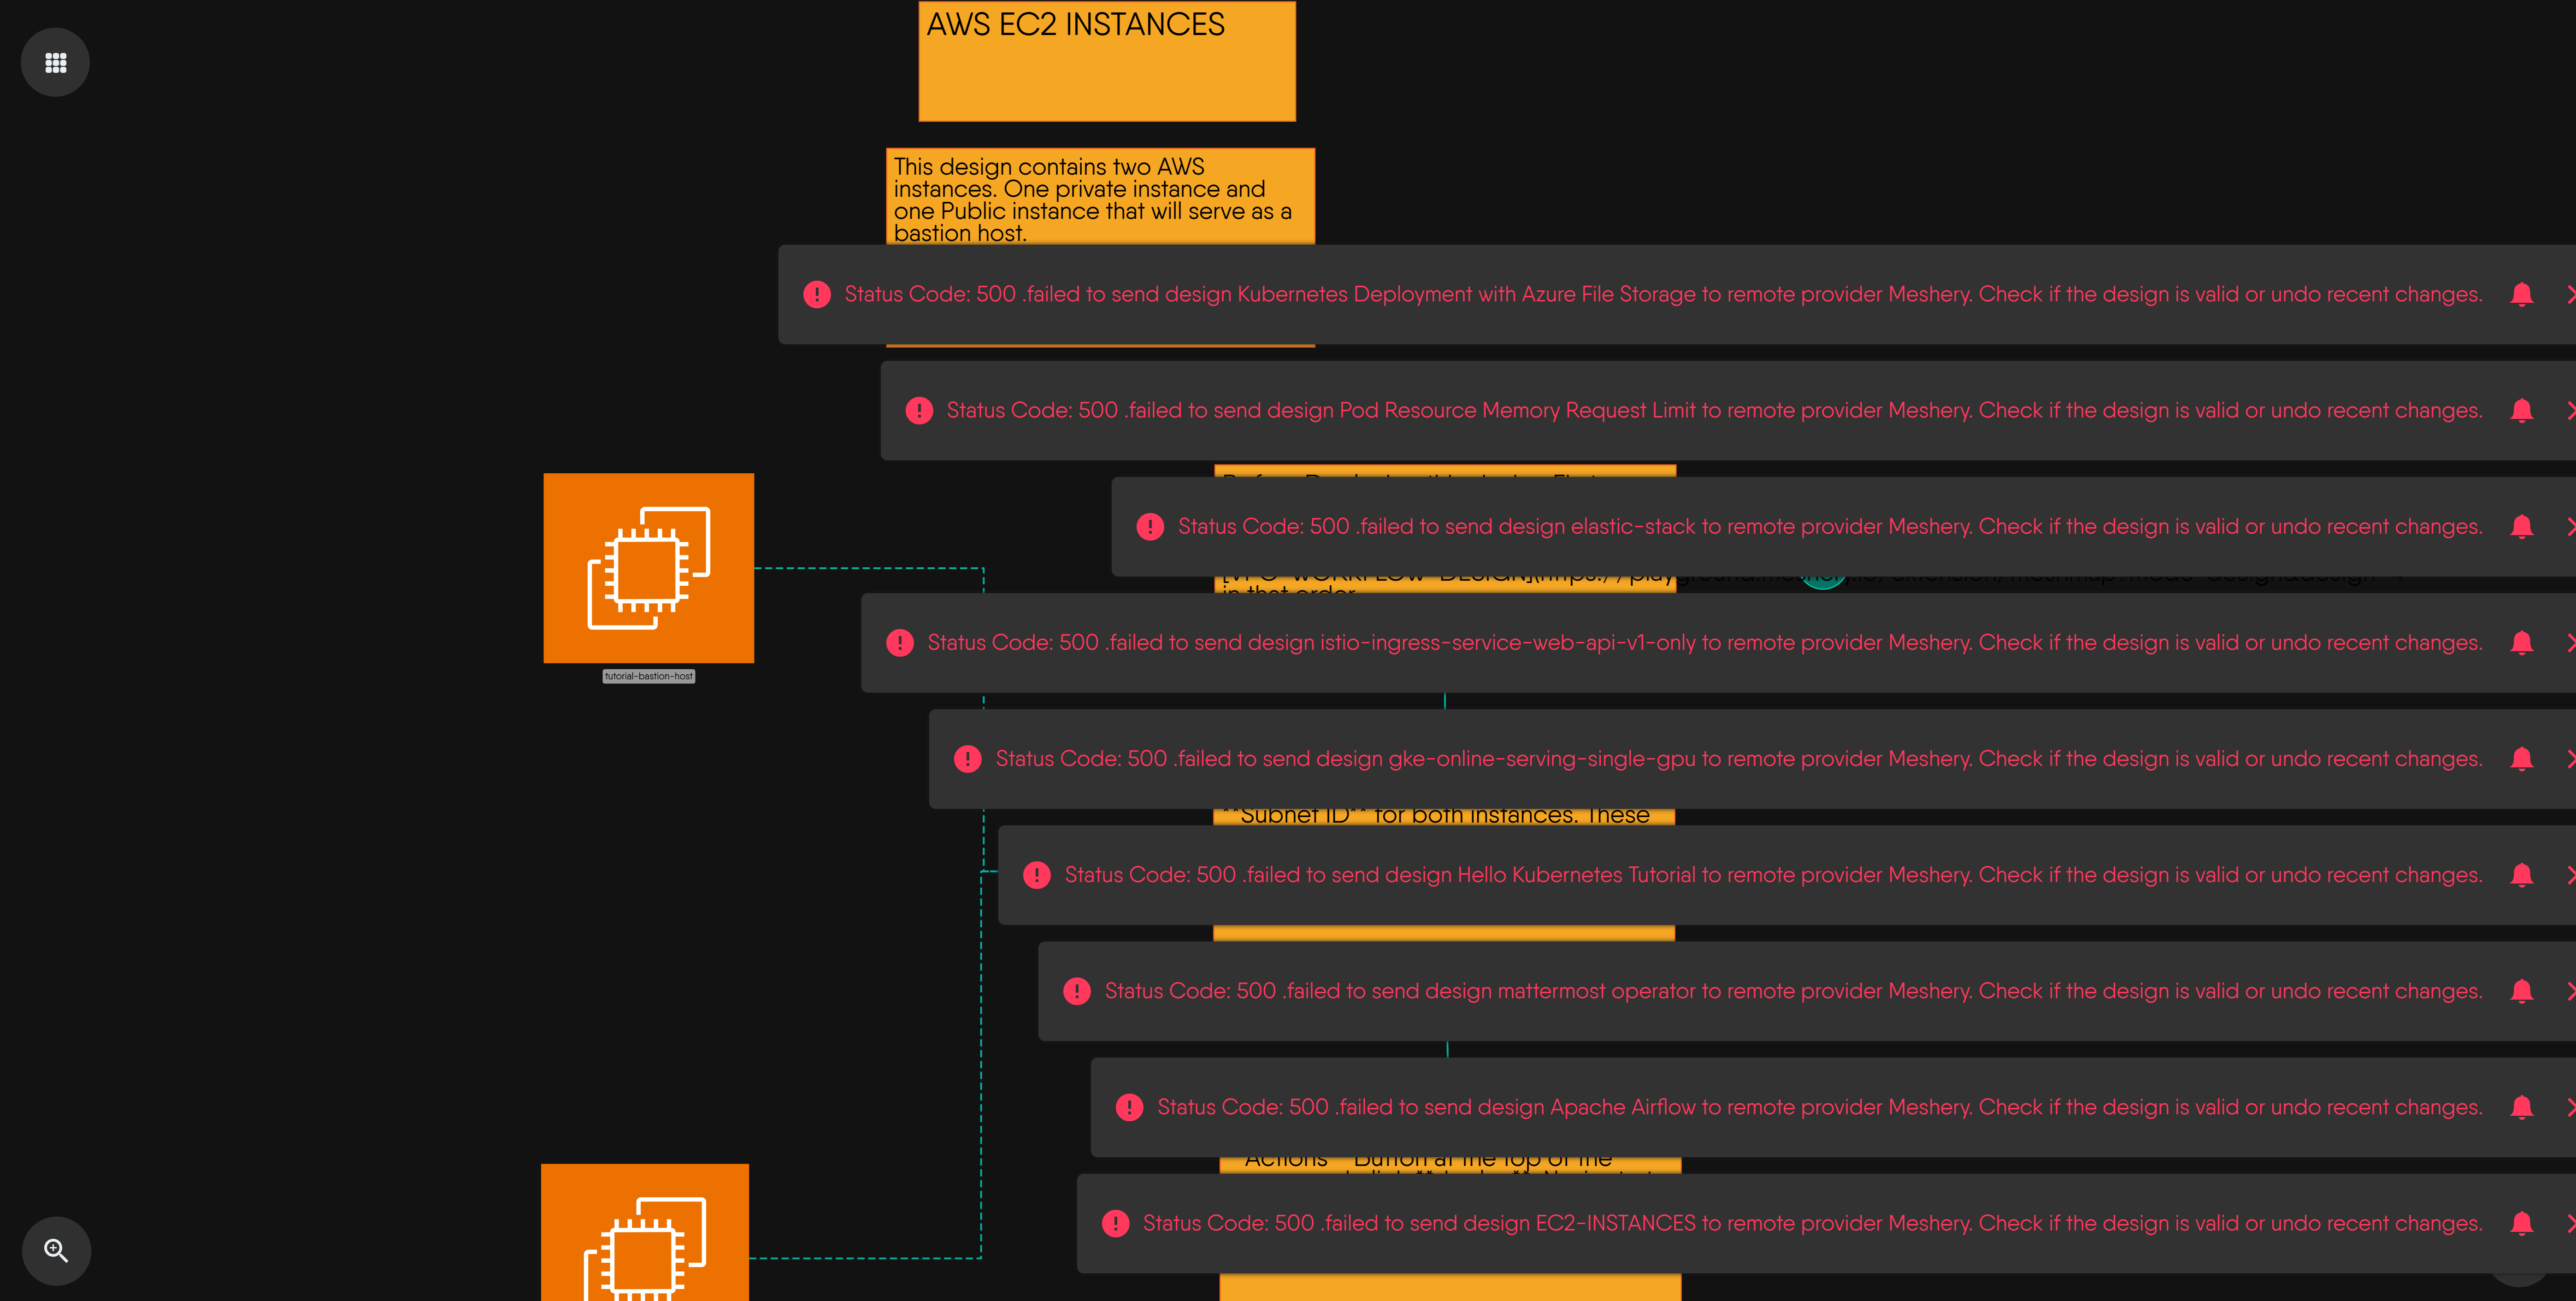 AWS EC2 INSTANCES
This design contains two AWS
instances. One private instance and
one Public instance that will serve as a
bastion host.
Status Code: 500 .failed to send design Kubernetes Deployment with Azure File Storage to remote provider Meshery. Check if the design is valid or undo recent changes.
Status Code: 500 .failed to send design Pod Resource Memory Request Limit to remote provider Meshery. Check if the design is valid or undo recent changes.
Status Code: 500 .failed to send design elastic-stack to remote provider Meshery. Check if the design is valid or undo recent changes.
in that order
Status Code: 500 .failed to send design istio-ingress-service-web-api-v1-only to remote provider Meshery. Check if the design is valid or undo recent changes.
tutorial-bastion-host
Status Code: 500 .failed to send design gke-online-serving-single-gpu to remote provider Meshery. Check if the design is valid or undo recent changes.
**Subnet ID** for both instances. These
Status Code: 500 .failed to send design Hello Kubernetes Tutorial to remote provider Meshery. Check if the design is valid or undo recent changes.
Status Code: 500 .failed to send design mattermost operator to remote provider Meshery. Check if the design is valid or undo recent changes.
Status Code: 500 .failed to send design Apache Airflow to remote provider Meshery. Check if the design is valid or undo recent changes.
Actions** Button at the top of the
Status Code: 500 .failed to send design EC2-INSTANCES to remote provider Meshery. Check if the design is valid or undo recent changes.